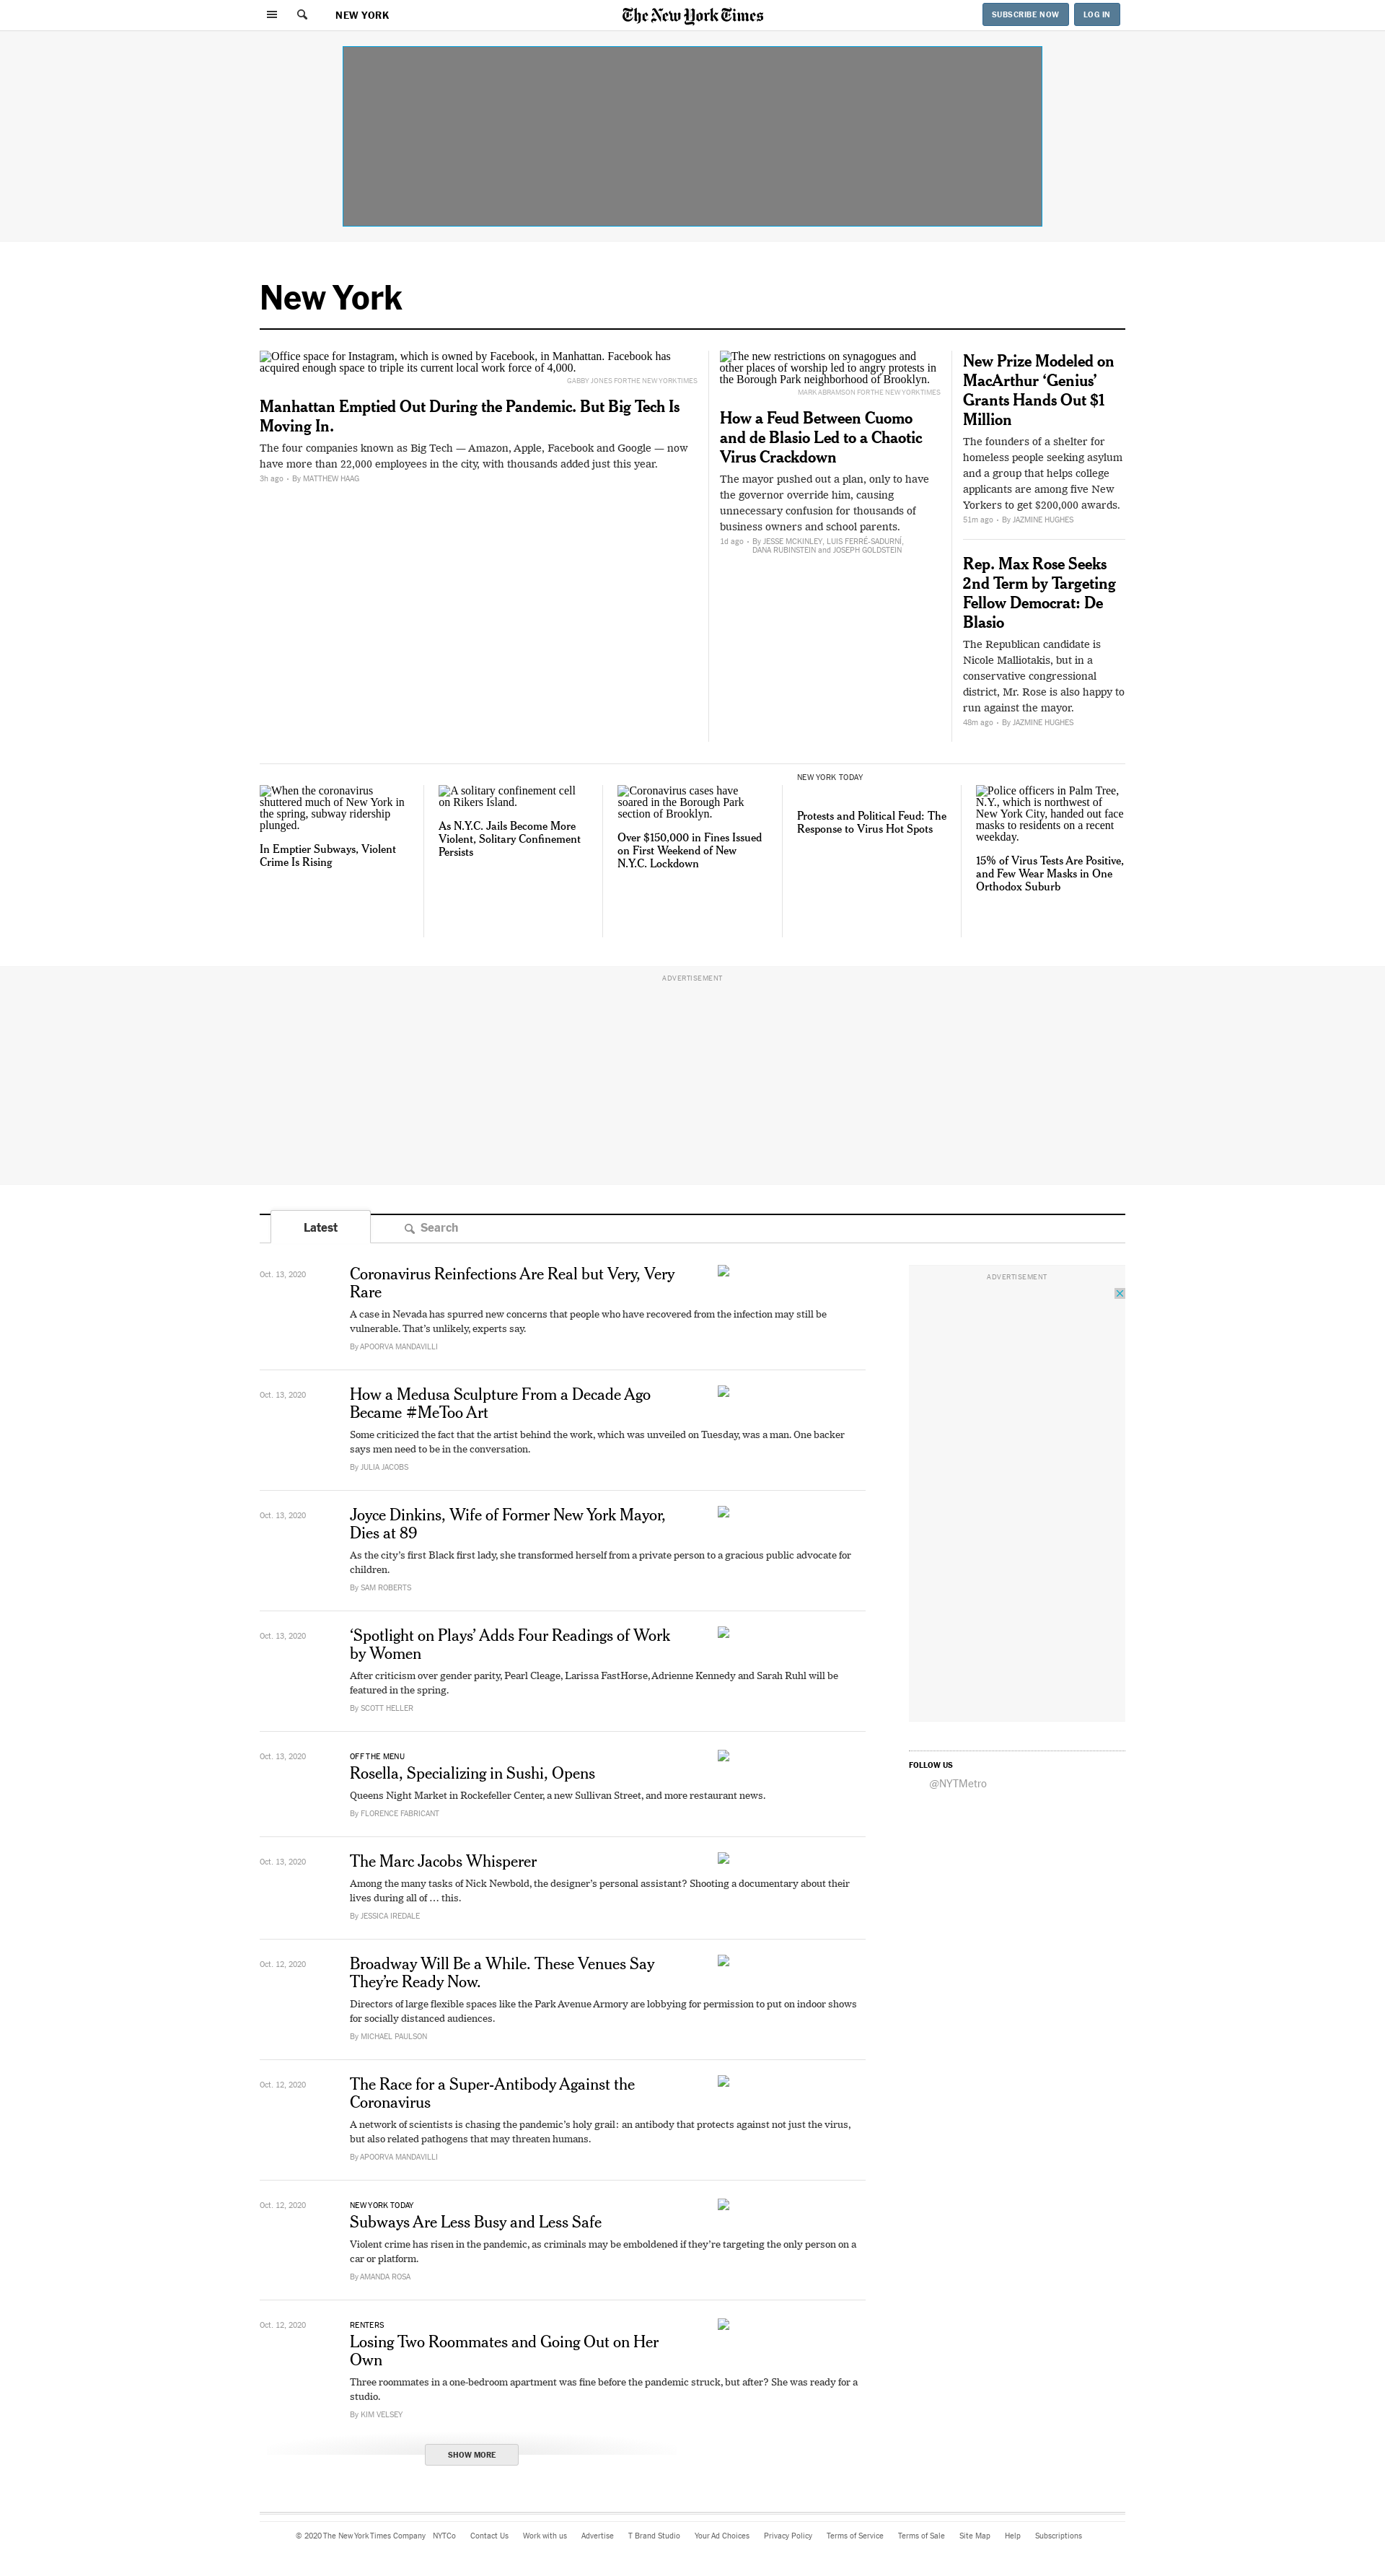 NEW YORK
The New York Times
SUBSCRIBE NOW
LOG IN
New York
Office space for Instagram, which is owned by Facebook, in Manhattan. Facebook has
acquired enough space to triple its current local work force of 4,000.
GABBY JONES FOR THE NEW YORK TIMES
Manhattan Emptied Out During the Pandemic. But Big Tech Is
Moving In.
The four companies known as Big Tech — Amazon, Apple, Facebook and Google — now
have more than 22,000 employees in the city, with thousands added just this year.
3h ago • By MATTHEW HAAG
The new restrictions on synagogues and
other places of worship led to angry protests in
the Borough Park neighborhood of Brooklyn.
MARK ABRAMSON FOR THE NEW YORK TIMES
How a Feud Between Cuomo
and de Blasio Led to a Chaotic
Virus Crackdown
The mayor pushed out a plan, only to have
the governor override him, causing
unnecessary confusion for thousands of
business owners and school parents.
1d ago • By JESSE MCKINLEY, LUIS FERRÉ-SADURNÍ,
DANA RUBINSTEIN and JOSEPH GOLDSTEIN
New Prize Modeled on
MacArthur ‘Genius’
Grants Hands Out $1
Million
The founders of a shelter for
homeless people seeking asylum
and a group that helps college
applicants are among five New
Yorkers to get $200,000 awards.
51m ago • By JAZMINE HUGHES
Rep. Max Rose Seeks
2nd Term by Targeting
Fellow Democrat: De
Blasio
The Republican candidate is
Nicole Malliotakis, but in a
conservative congressional
district, Mr. Rose is also happy to
run against the mayor.
48m ago • By JAZMINE HUGHES
When the coronavirus
shuttered much of New York in
the spring, subway ridership
plunged.
In Emptier Subways, Violent
Crime Is Rising
A solitary confinement cell
on Rikers Island.
As N.Y.C. Jails Become More
Violent, Solitary Confinement
Persists
Coronavirus cases have
soared in the Borough Park
section of Brooklyn.
Over $150,000 in Fines Issued
on First Weekend of New
N.Y.C. Lockdown
NEW YORK TODAY
Protests and Political Feud: The
Response to Virus Hot Spots
Police officers in Palm Tree,
N.Y., which is northwest of
New York City, handed out face
masks to residents on a recent
weekday.
15% of Virus Tests Are Positive,
and Few Wear Masks in One
Orthodox Suburb
ADVERTISEMENT
Latest
Search
Oct. 13, 2020
Coronavirus Reinfections Are Real but Very, Very
Rare
A case in Nevada has spurred new concerns that people who have recovered from the infection may still be
vulnerable. That’s unlikely, experts say.
By APOORVA MANDAVILLI
ADVERTISEMENT
Oct. 13, 2020
How a Medusa Sculpture From a Decade Ago
Became #MeToo Art
Some criticized the fact that the artist behind the work, which was unveiled on Tuesday, was a man. One backer
says men need to be in the conversation.
By JULIA JACOBS
Oct. 13, 2020
Joyce Dinkins, Wife of Former New York Mayor,
Dies at 89
As the city’s first Black first lady, she transformed herself from a private person to a gracious public advocate for
children.
By SAM ROBERTS
Oct. 13, 2020
‘Spotlight on Plays’ Adds Four Readings of Work
by Women
After criticism over gender parity, Pearl Cleage, Larissa FastHorse, Adrienne Kennedy and Sarah Ruhl will be
featured in the spring.
By SCOTT HELLER
Oct. 13, 2020
OFF THE MENU
Rosella, Specializing in Sushi, Opens
Queens Night Market in Rockefeller Center, a new Sullivan Street, and more restaurant news.
By FLORENCE FABRICANT
FOLLOW US
@NYTMetro
Oct. 13, 2020
The Marc Jacobs Whisperer
Among the many tasks of Nick Newbold, the designer’s personal assistant? Shooting a documentary about their
lives during all of … this.
By JESSICA IREDALE
Oct. 12, 2020
Broadway Will Be a While. These Venues Say
They’re Ready Now.
Directors of large flexible spaces like the Park Avenue Armory are lobbying for permission to put on indoor shows
for socially distanced audiences.
By MICHAEL PAULSON
Oct. 12, 2020
The Race for a Super-Antibody Against the
Coronavirus
A network of scientists is chasing the pandemic’s holy grail: an antibody that protects against not just the virus,
but also related pathogens that may threaten humans.
By APOORVA MANDAVILLI
Oct. 12, 2020
NEW YORK TODAY
Subways Are Less Busy and Less Safe
Violent crime has risen in the pandemic, as criminals may be emboldened if they’re targeting the only person on a
car or platform.
By AMANDA ROSA
Oct. 12, 2020
RENTERS
Losing Two Roommates and Going Out on Her
Own
Three roommates in a one-bedroom apartment was fine before the pandemic struck, but after? She was ready for a
studio.
By KIM VELSEY
SHOW MORE
© 2020 The New York Times Company NYTCo Contact Us Work with us Advertise T Brand Studio Your Ad Choices Privacy Policy Terms of Service Terms of Sale Site Map Help Subscriptions